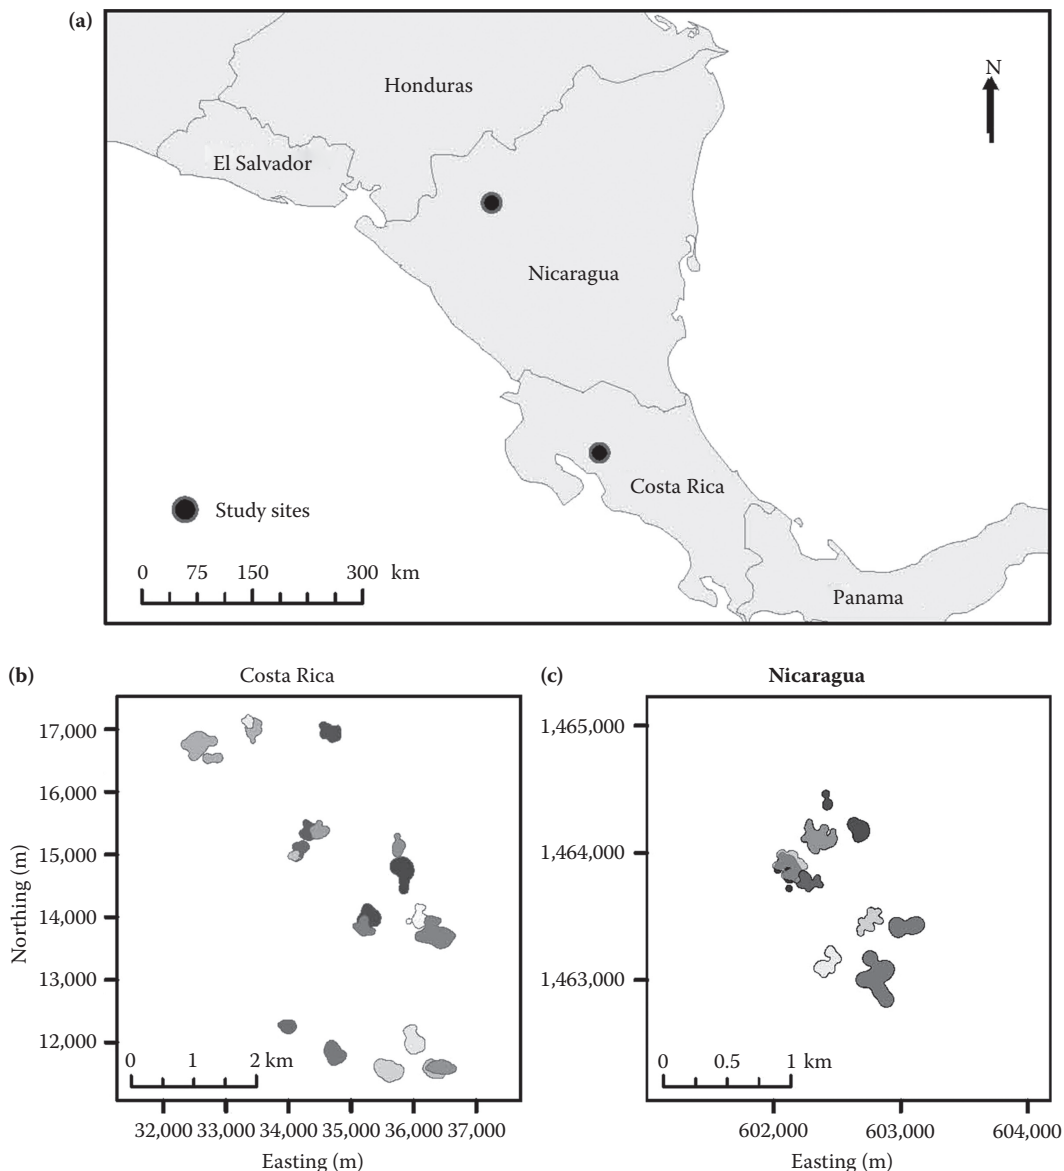 (a)
N
Honduras
El Salvador
Nicaragua
Costa Rica
Study sites
0 75 150 300 km
Panama
(b) Costa Rica
17,000
16,000
15,000
14,000
13,000
12,000
Northing (m)
0 1 2 km
32,000 33,000 34,000 35,000 36,000 37,000
Easting (m)
(c) Nicaragua
1,465,000
1,464,000
1,463,000
0 0.5 1 km
602,000 603,000 604,000
Easting (m)